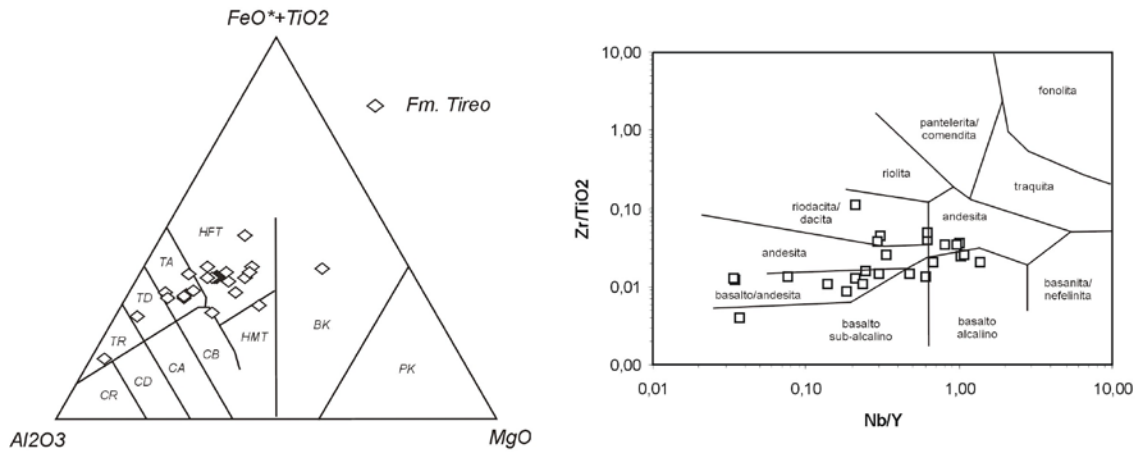 FeO*+TiO2
Fm. Tireo
HFT
TA
TD
TR
HMT
BK
PK
CB
CA
CD
CR
Al2O3
MgO
10,00
1,00
0,10
0,01
0,00
Zr/TiO2
fonolita
pantelerita/
comendita
traquita
riolita
riodacita/
dacita
andesita
andesita
basalto/andesita
basanita/
nefelinita
basalto
sub-alcalino
basalto
alcalino
0,01
0,10
1,00
10,00
Nb/Y